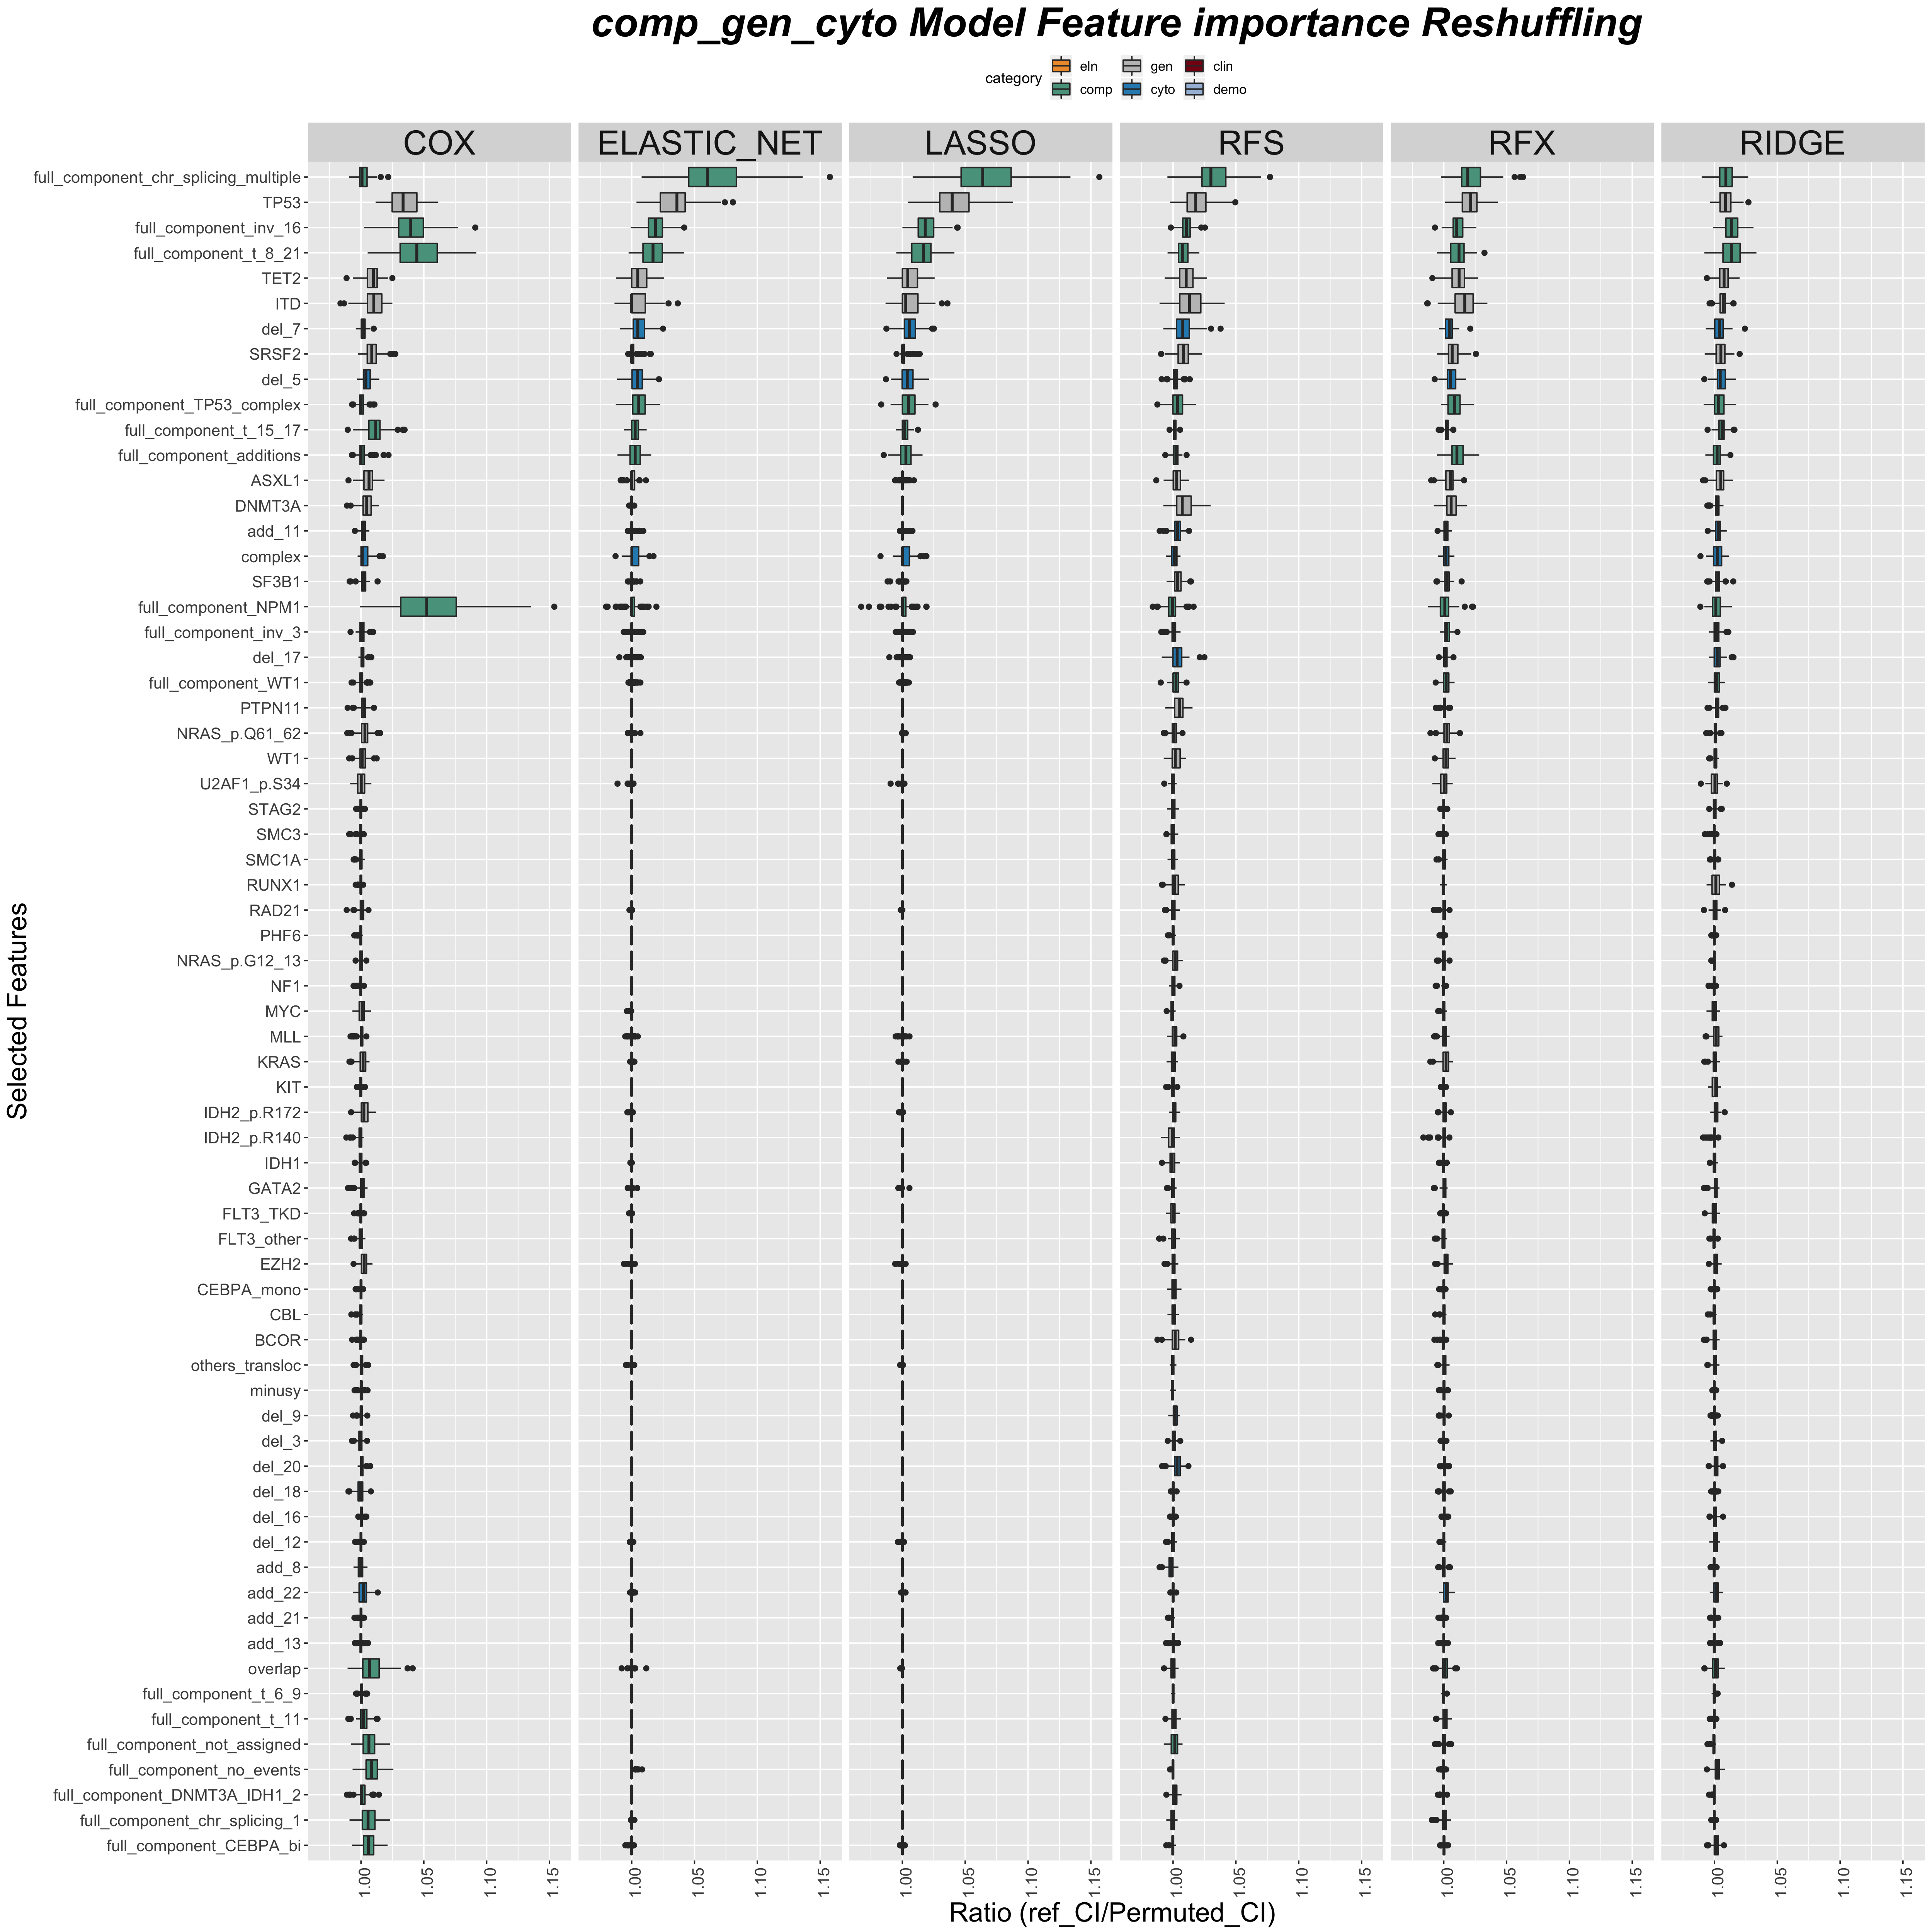 comp_gen_cyto Model Feature importance Reshuffling
category
eln gen clin
comp cyto demo
COX ELASTIC_NET LASSO RFS RFX RIDGE
Selected Features
full_component_chr_splicing_multiple
TP53
full_component_inv_16
full_component_t_8_21
TET2
ITD
del_7
SRSF2
del_5
full_component_TP53_complex
full_component_t_15_17
full_component_additions
ASXL1
DNMT3A
add_11
complex
SF3B1
full_component_NPM1
full_component_inv_3
del_17
full_component_WT1
PTPN11
NRAS_p.Q61_62
WT1
U2AF1_p.S34
STAG2
SMC3
SMC1A
RUNX1
RAD21
PHF6
NRAS_p.G12_13
NF1
MYC
MLL
KRAS
KIT
IDH2_p.R172
IDH2_p.R140
IDH1
GATA2
FLT3_TKD
FLT3_other
EZH2
CEBPA_mono
CBL
BCOR
others_transloc
minusy
del_9
del_3
del_20
del_18
del_16
del_12
add_8
add_22
add_21
add_13
overlap
full_component_t_6_9
full_component_t_11
full_component_not_assigned
full_component_no_events
full_component_DNMT3A_IDH1_2
full_component_chr_splicing_1
full_component_CEBPA_bi
1.00 1.05 1.10 1.15 1.00 1.05 1.10 1.15 1.00 1.05 1.10 1.15 1.00 1.05 1.10 1.15 1.00 1.05 1.10 1.15 1.00 1.05 1.10 1.15
Ratio (ref_CI/Permuted_CI)